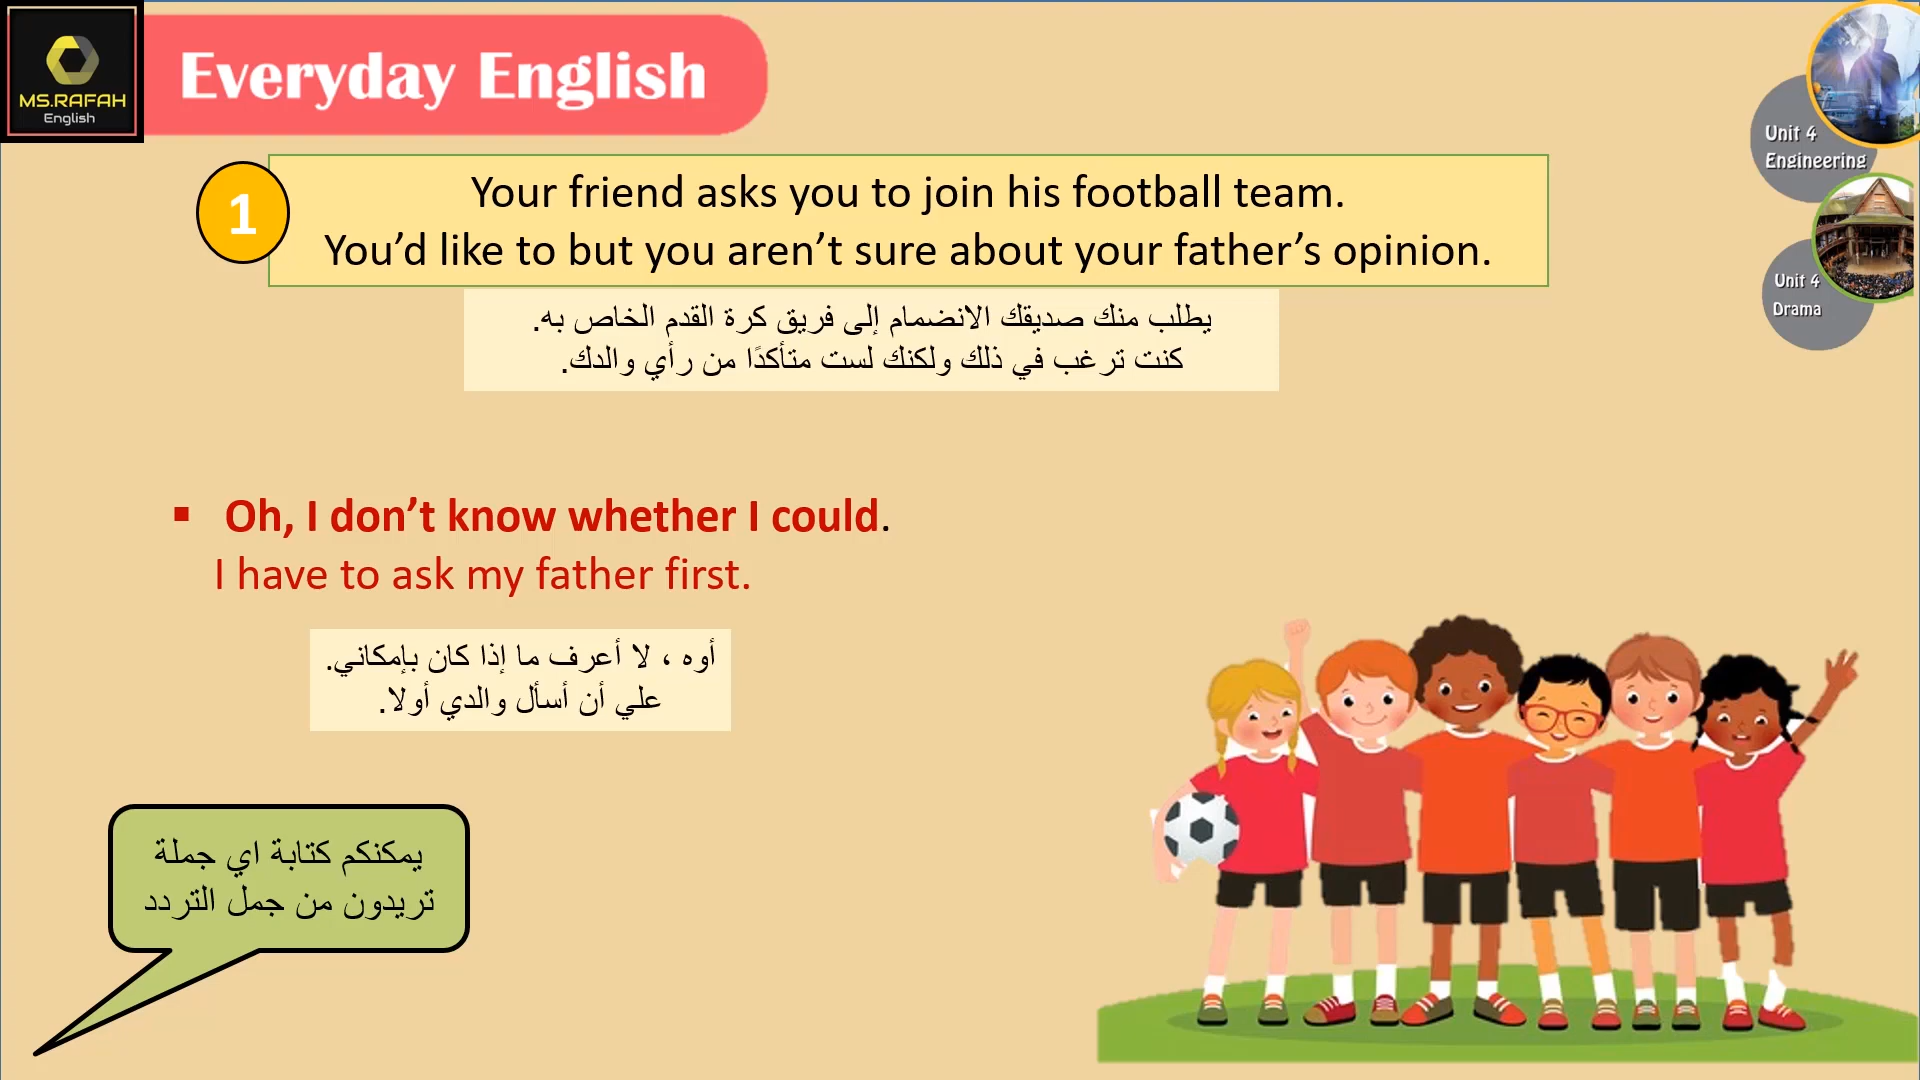 MS.RAFAH
English
Everyday English
Unit 4
Engineering
1
Your friend asks you to join his football team.
You’d like to but you aren’t sure about your father’s opinion.
يطلب منك صديقك الانضمام إلى فريق كرة القدم الخاص به.
كنت ترغب في ذلك ولكنك لست متأكدًا من رأي والدك.
Unit 4
Drama
▪ Oh, I don’t know whether I could.
I have to ask my father first.
أوه ، لا أعرف ما إذا كان بإمكاني.
علي أن أسأل والدي أولا.
يمكنكم كتابة اي جملة
تريدون من جمل التردد